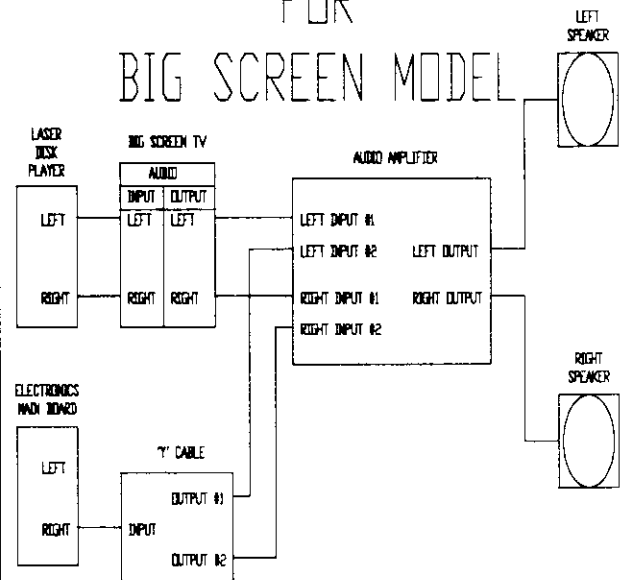 FOR
BIG SCREEN MODEL
LEFT
SPEAKER
LASER
DISK
PLAYER
BIG SCREEN TV
AUDIO
INPUT OUTPUT
LEFT
LEFT LEFT
RIGHT
RIGHT RIGHT
AUDIO AMPLIFIER
LEFT INPUT #1
LEFT INPUT #2
LEFT OUTPUT
RIGHT INPUT #1
RIGHT OUTPUT
RIGHT INPUT #2
RIGHT
SPEAKER
ELECTRONICS
MAIN BOARD
LEFT
RIGHT
'Y' CABLE
OUTPUT #1
INPUT
OUTPUT #2